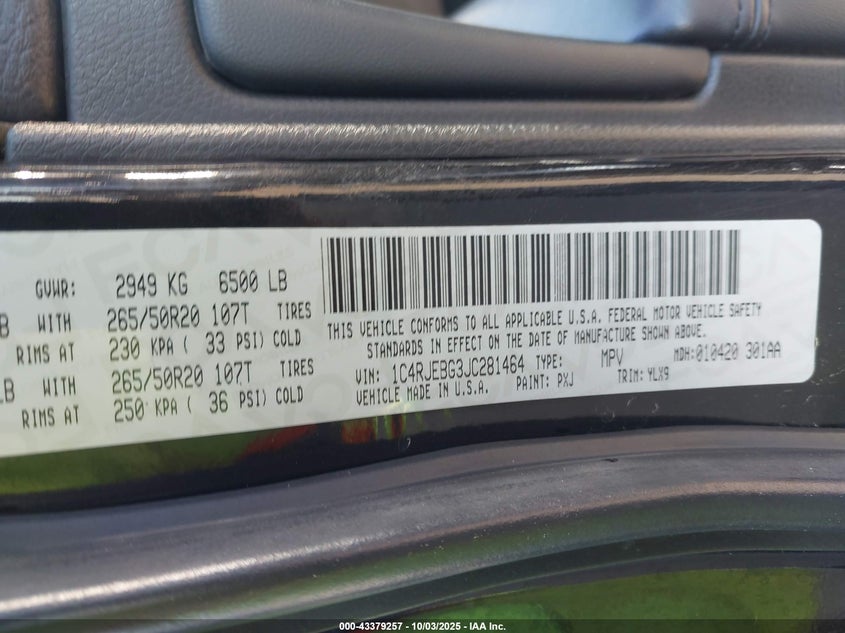 GVWR: 2949 KG 6500 LB
B WITH 265/50R20 107T TIRES
RIMS AT 230 KPA ( 33 PSI) COLD
LB WITH 265/50R20 107T TIRES
RIMS AT 250 KPA ( 36 PSI) COLD
THIS VEHICLE CONFORMS TO ALL APPLICABLE U.S.A. FEDERAL MOTOR VEHICLE SAFETY
STANDARDS IN EFFECT ON THE DATE OF MANUFACTURE SHOWN ABOVE.
VIN: 1C4RJEBG3JC281464 TYPE: MPV MDH:010420 301AA
VEHICLE MADE IN U.S.A. PAINT: PXJ TRIM: YLX9
000-43379257 - 10/03/2025 - IAA Inc.